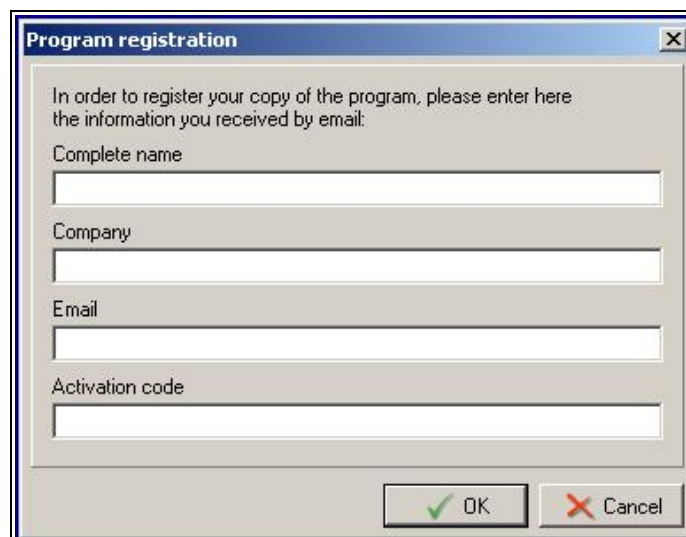 Program registration
In order to register your copy of the program, please enter here
the information you received by email:
Complete name
Company
Email
Activation code
OK
Cancel